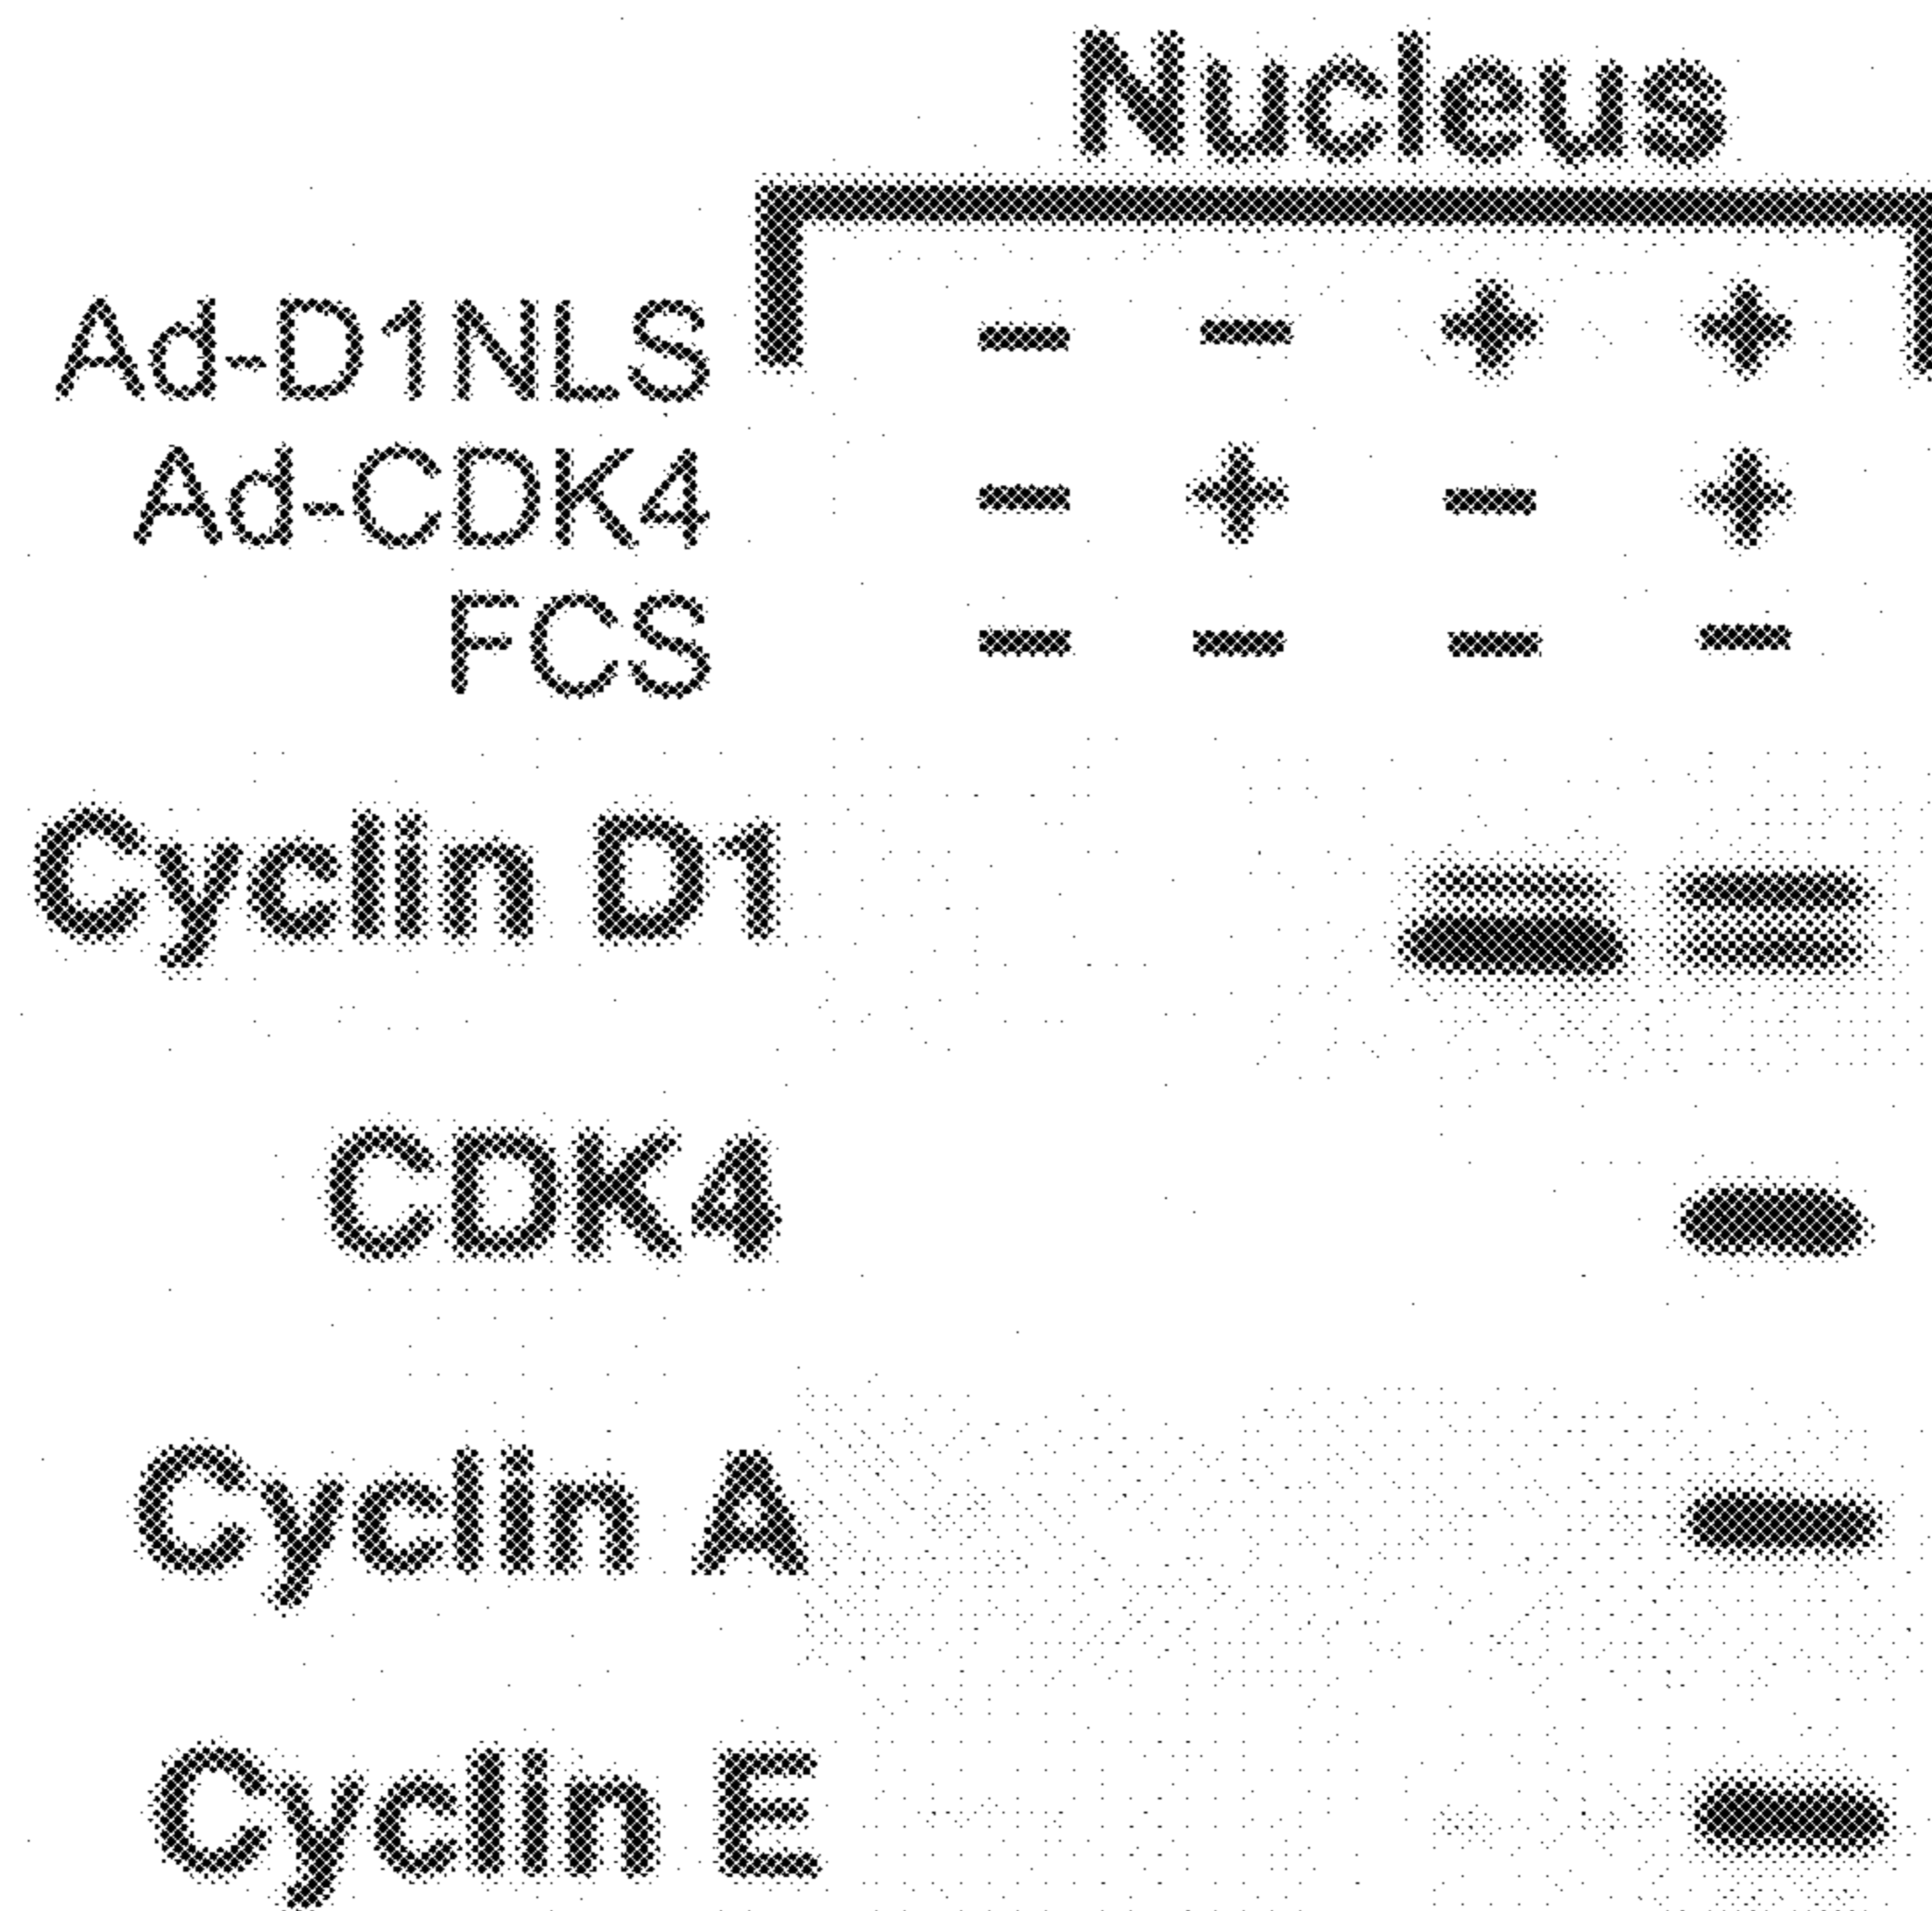 Nucleus
Ad-D1NLS - - + +
Ad-CDK4 - + - +
FCS - - - -
Cyclin D1
CDK4
Cyclin A
Cyclin E